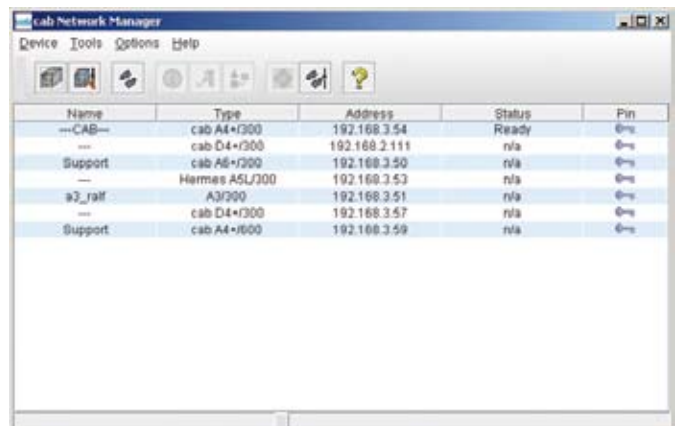 cab Network Manager
Device Tools Options Help
Name Type Address Status Pin
---CAB--- cab A4+/300 192.168.3.54 Ready
--- cab D4+/300 192.168.2.111 n/a
Support cab A6+/300 192.168.3.50 n/a
--- Hermes A5L/300 192.168.3.53 n/a
a3_ralf A3/300 192.168.3.51 n/a
--- cab D4+/300 192.168.3.57 n/a
Support cab A4+/600 192.168.3.59 n/a